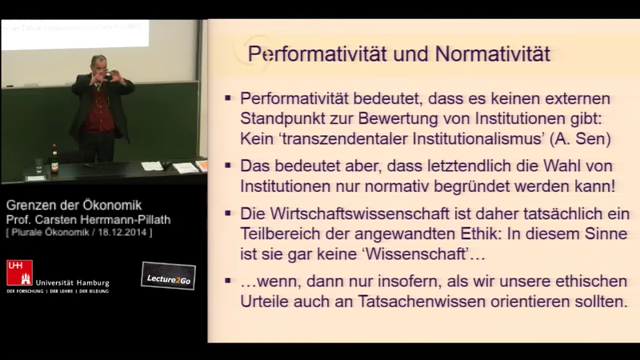 Performativität und Normativität
Performativität bedeutet, dass es keinen externen
Standpunkt zur Bewertung von Institutionen gibt:
Kein ‘transzendentaler Institutionalismus’ (A. Sen)
Das bedeutet aber, dass letztendlich die Wahl von
Institutionen nur normativ begründet werden kann!
Die Wirtschaftswissenschaft ist daher tatsächlich ein
Teilbereich der angewandten Ethik: In diesem Sinne
ist sie gar keine ‘Wissenschaft’…
…wenn, dann nur insofern, als wir unsere ethischen
Urteile auch an Tatsachenwissen orientieren sollten.
Grenzen der Ökonomik
Prof. Carsten Herrmann-Pillath
[ Plurale Ökonomik / 18.12.2014 ]
UH
Universität Hamburg
DER FORSCHUNG | DER LEHRE | DER BILDUNG
Lecture2Go